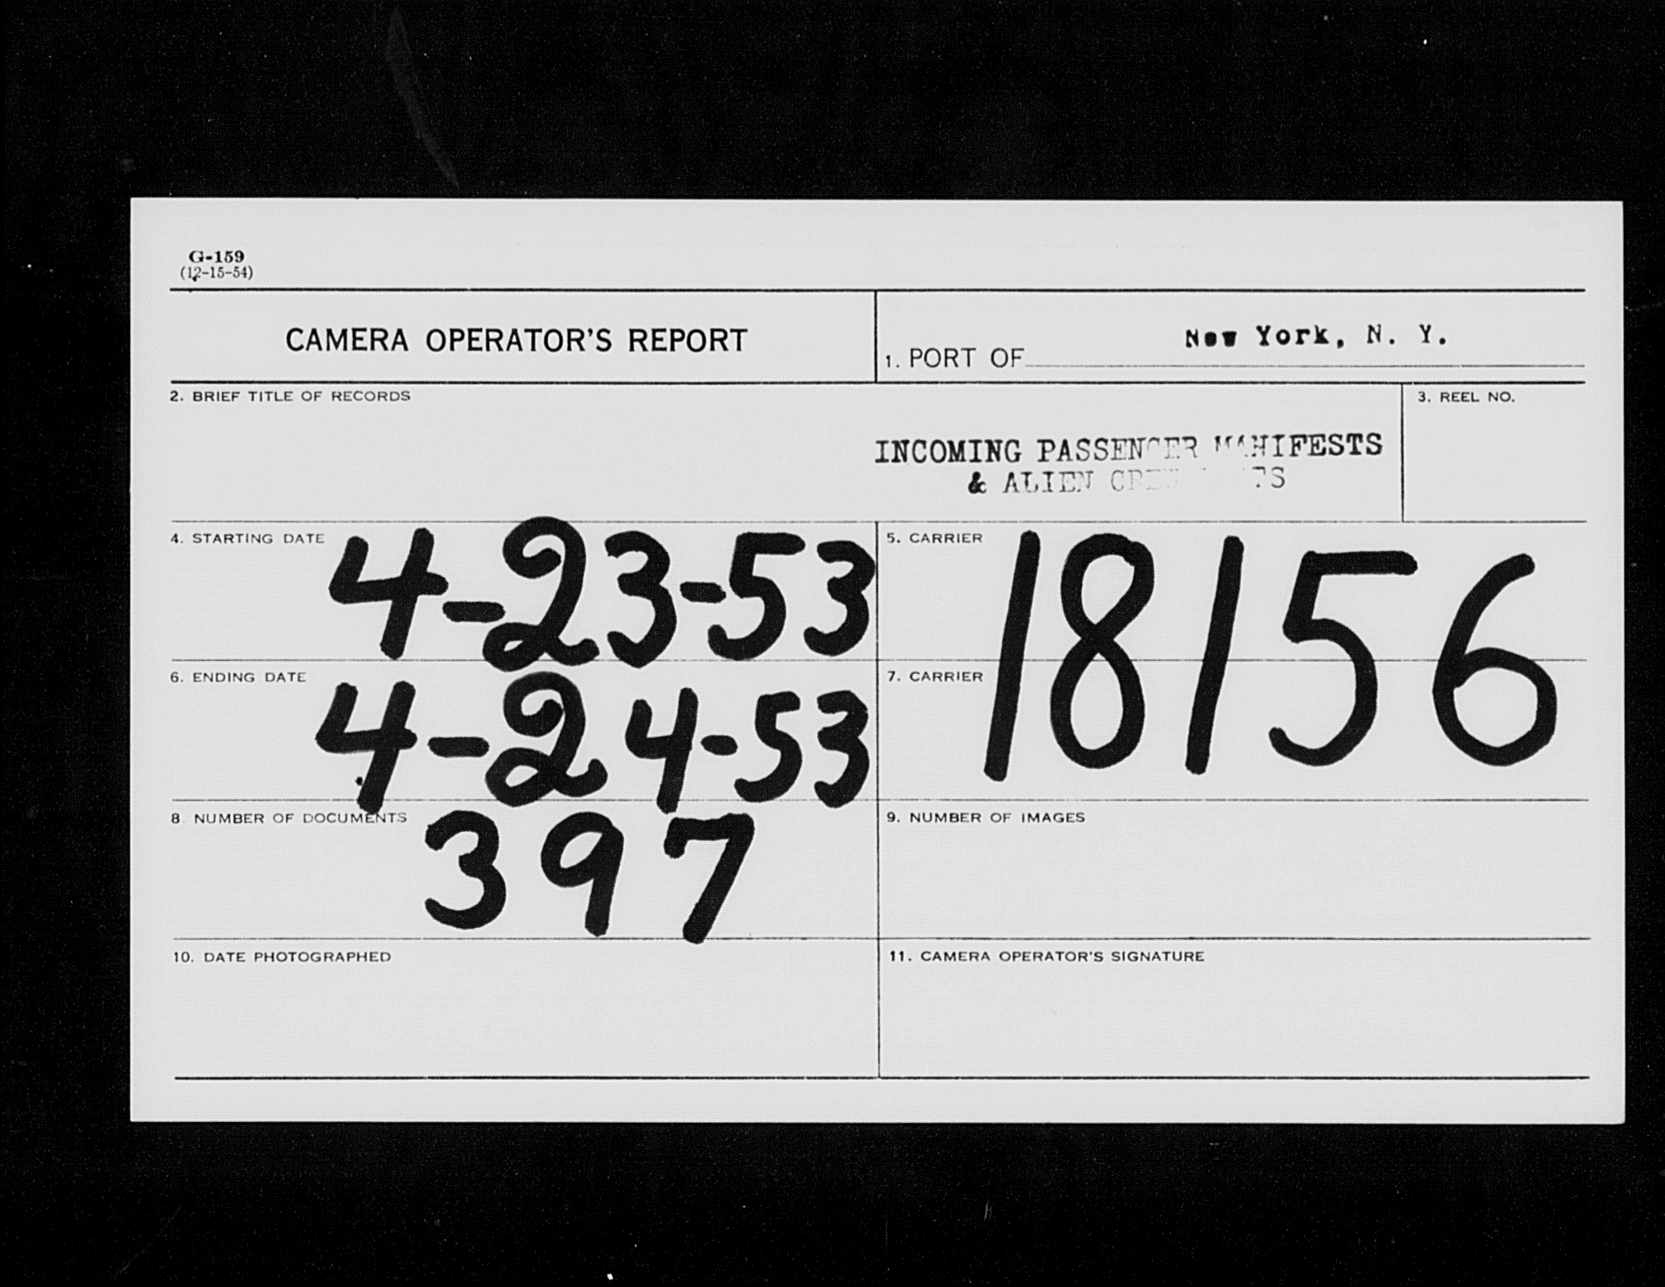 G-159
(12-15-54)
CAMERA OPERATOR'S REPORT
1. PORT OF New York, N. Y.
2. BRIEF TITLE OF RECORDS
3. REEL NO.
INCOMING PASSENGER MANIFESTS
& ALIEN
4. STARTING DATE 4-23-53
5. CARRIER
18156
6. ENDING DATE 4-24-53
7. CARRIER
8 NUMBER OF DOCUMENTS 397
9. NUMBER OF IMAGES
10. DATE PHOTOGRAPHED
11. CAMERA OPERATOR'S SIGNATURE